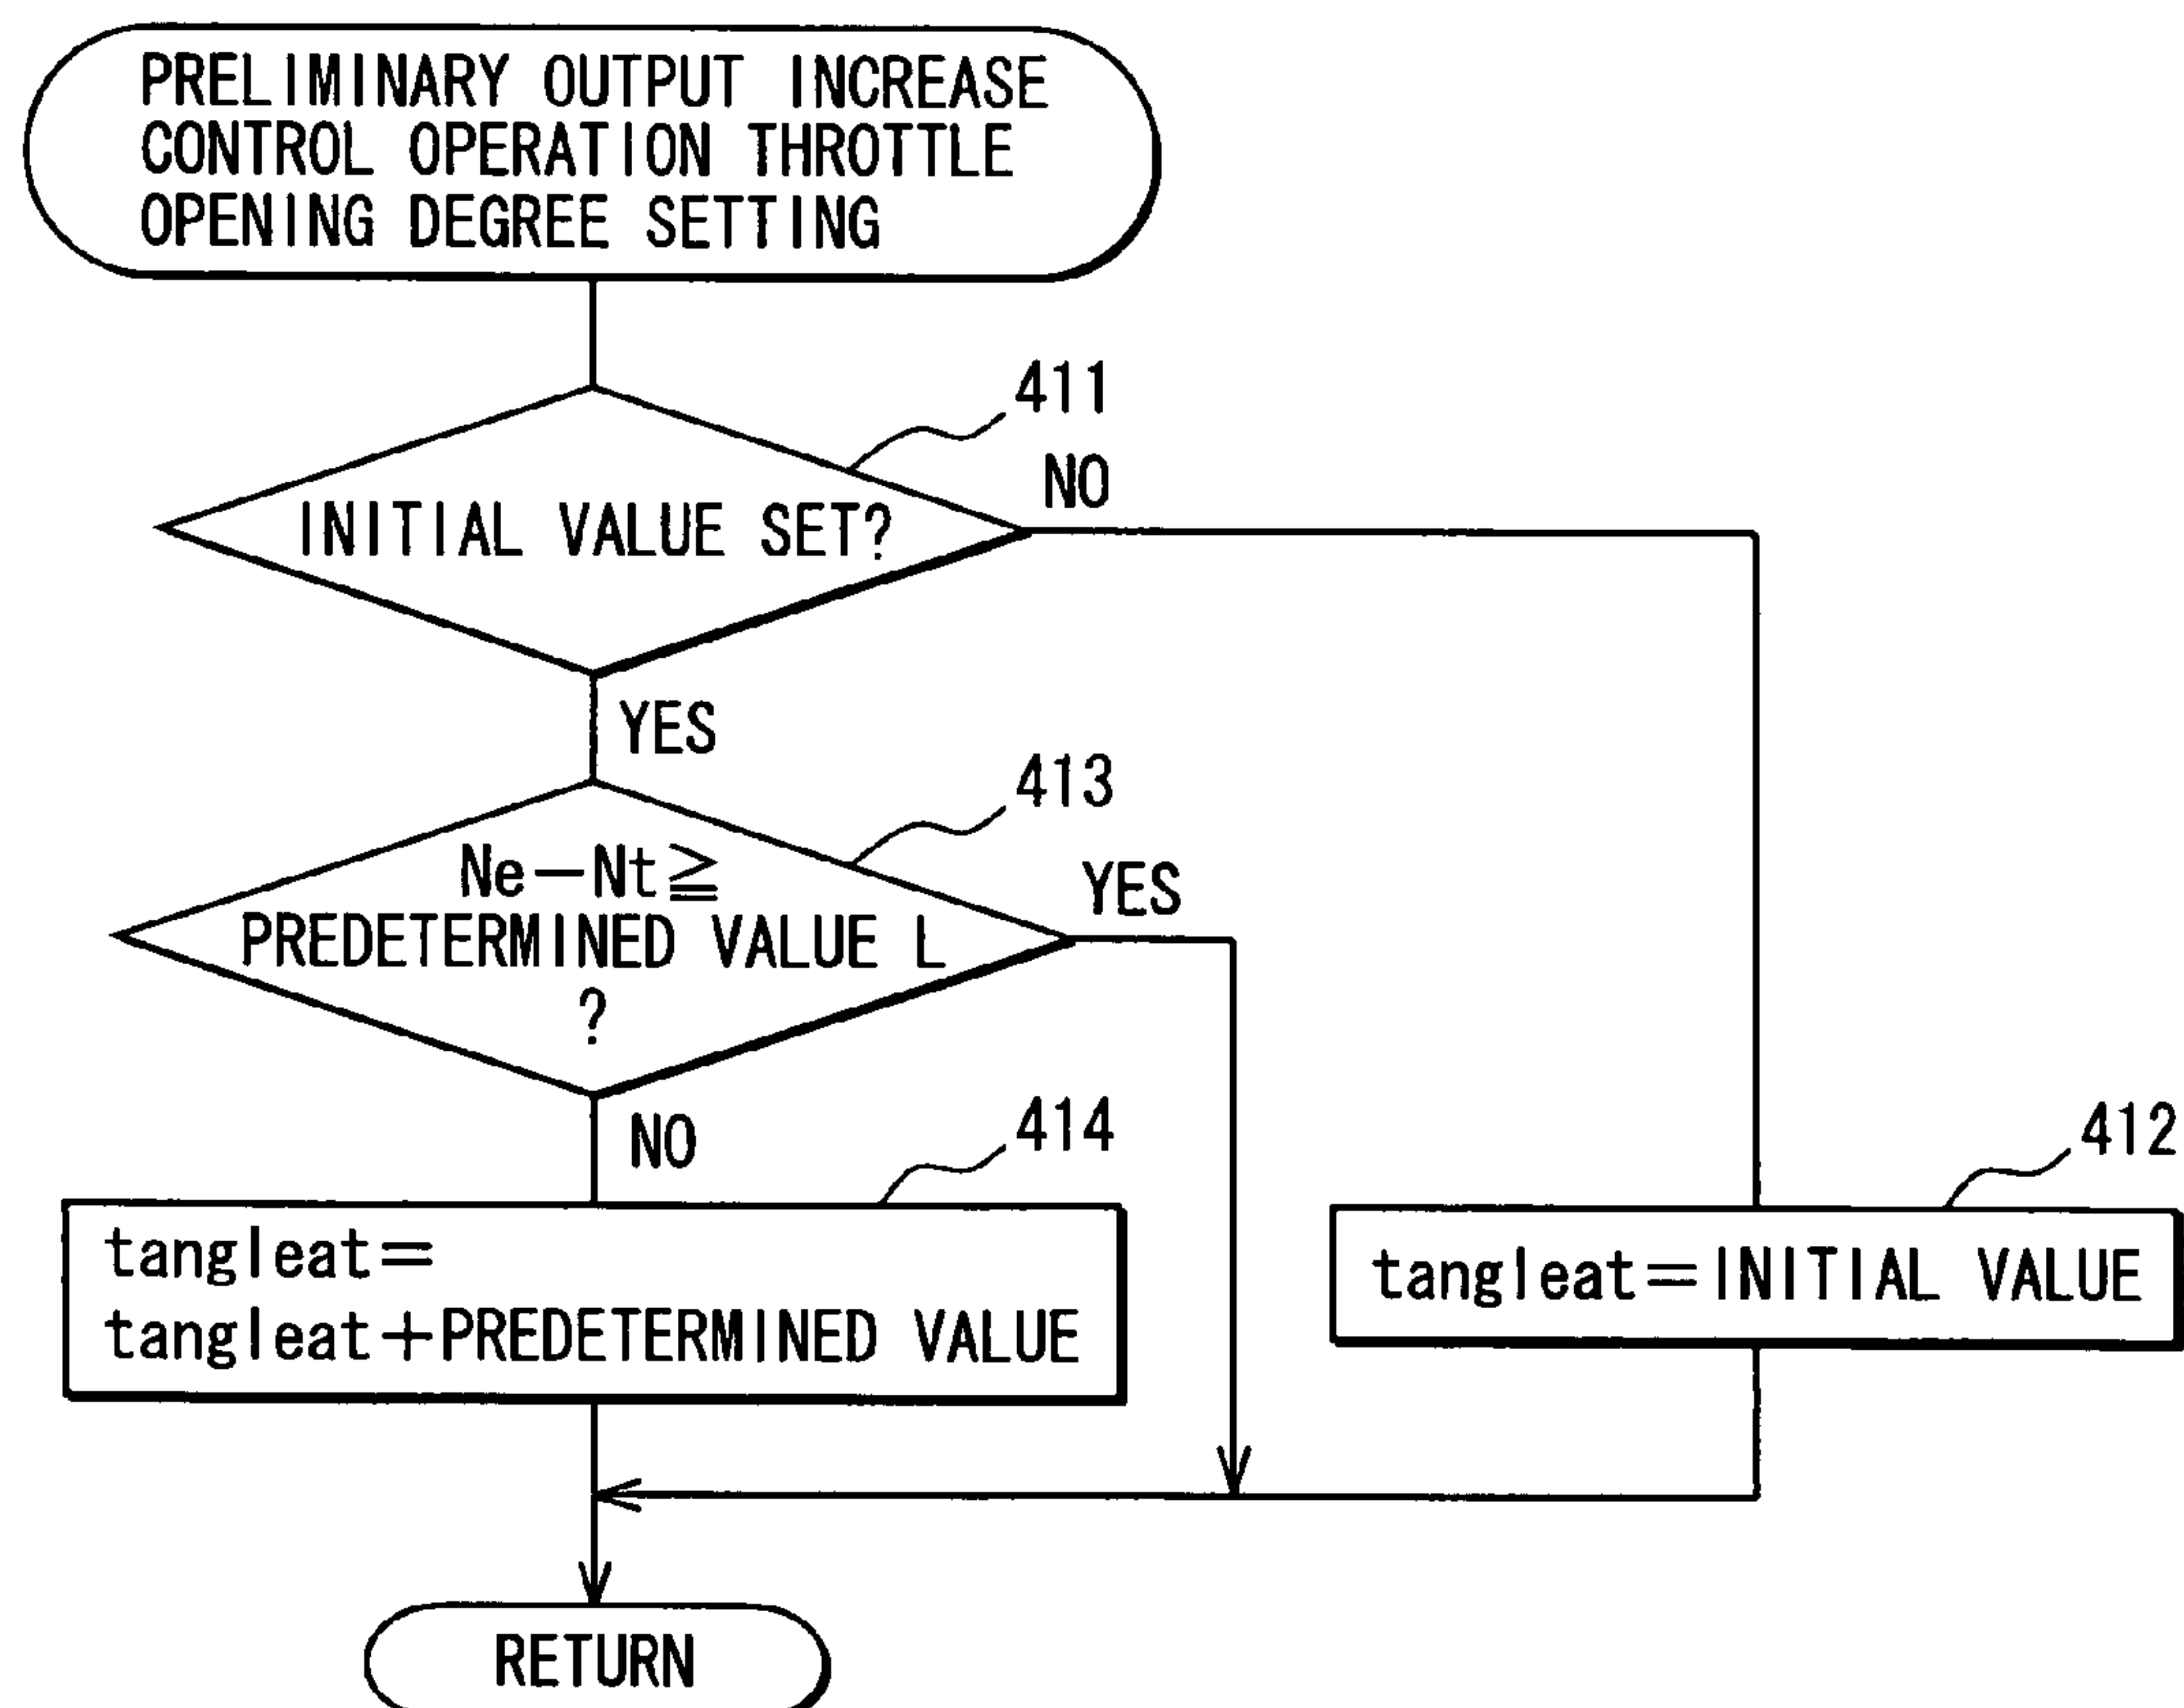 PRELIMINARY OUTPUT INCREASE
CONTROL OPERATION THROTTLE
OPENING DEGREE SETTING
411
NO
INITIAL VALUE SET?
YES
413
Ne−Nt≧
YES
PREDETERMINED VALUE L
?
NO
414
412
tangleat=
tangleat+PREDETERMINED VALUE
tangleat=INITIAL VALUE
RETURN